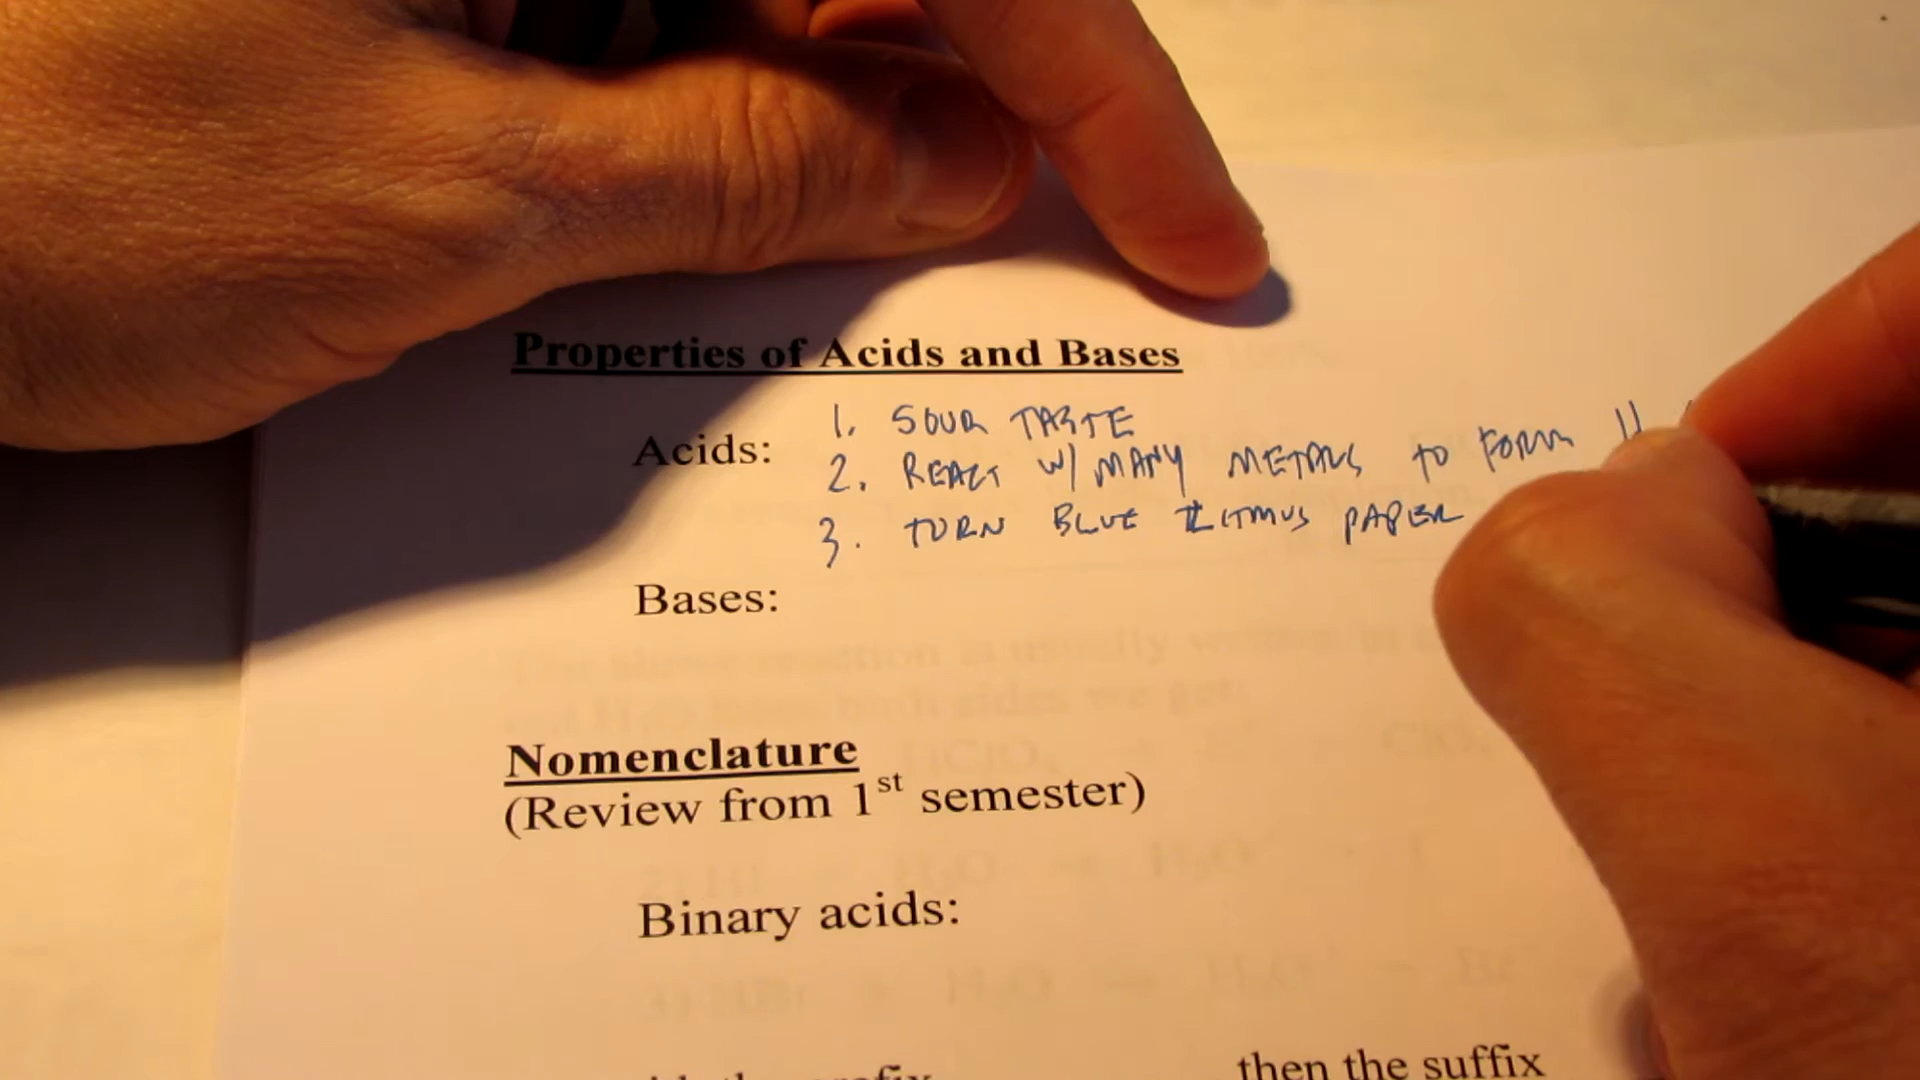 Properties of Acids and Bases
1. SOUR TASTE
Acids:
2. REACT W/ MANY METALS TO FORM
3. TURN BLUE LITMUS PAPER
Bases:
Nomenclature
(Review from 1st semester)
Binary acids:
then the suffix